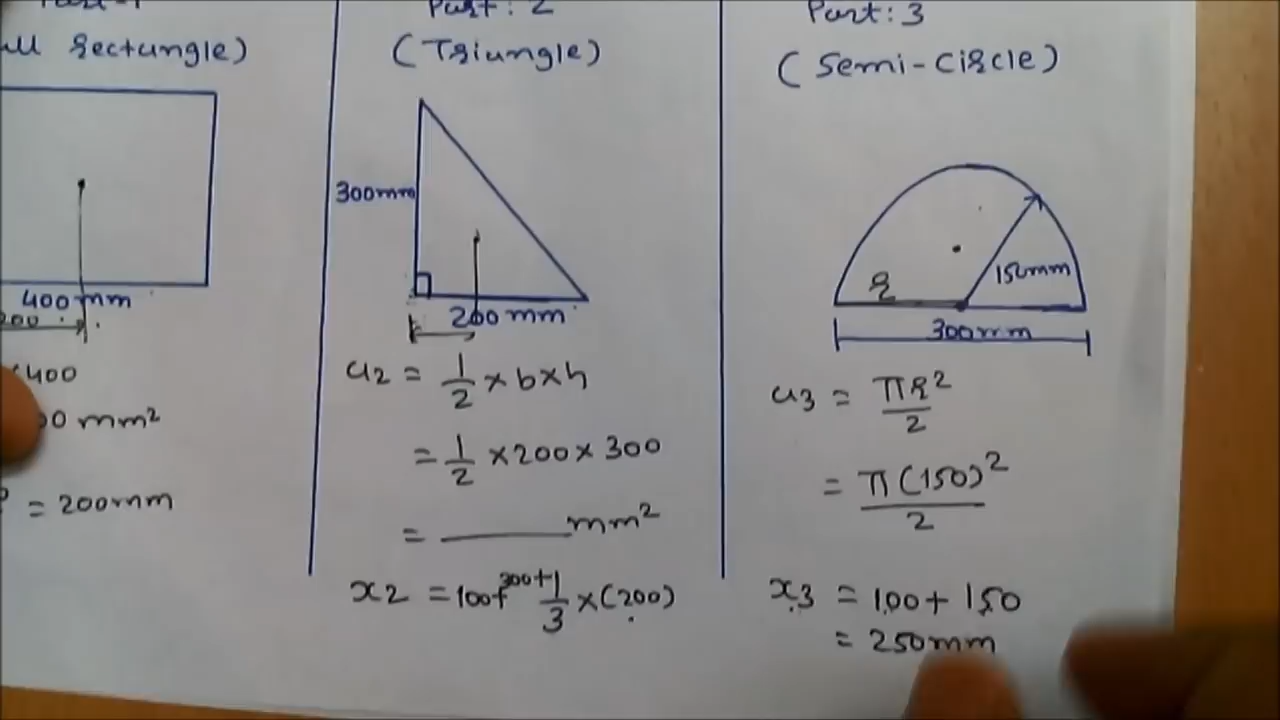 Part: 2
(Triangle)
300mm
200 mm
a2 = 1/2 × b × h
= 1/2 × 200 × 300
= ______ mm²
x2 = 100+ 300+ 1/3 × (200)
Part: 3
(Semi-Circle)
r
150mm
300mm
a3 = πr²/2
= π(150)²/2
x3 = 100 + 150
= 250mm
rectangle)
400 mm
200
400
mm²
= 200mm